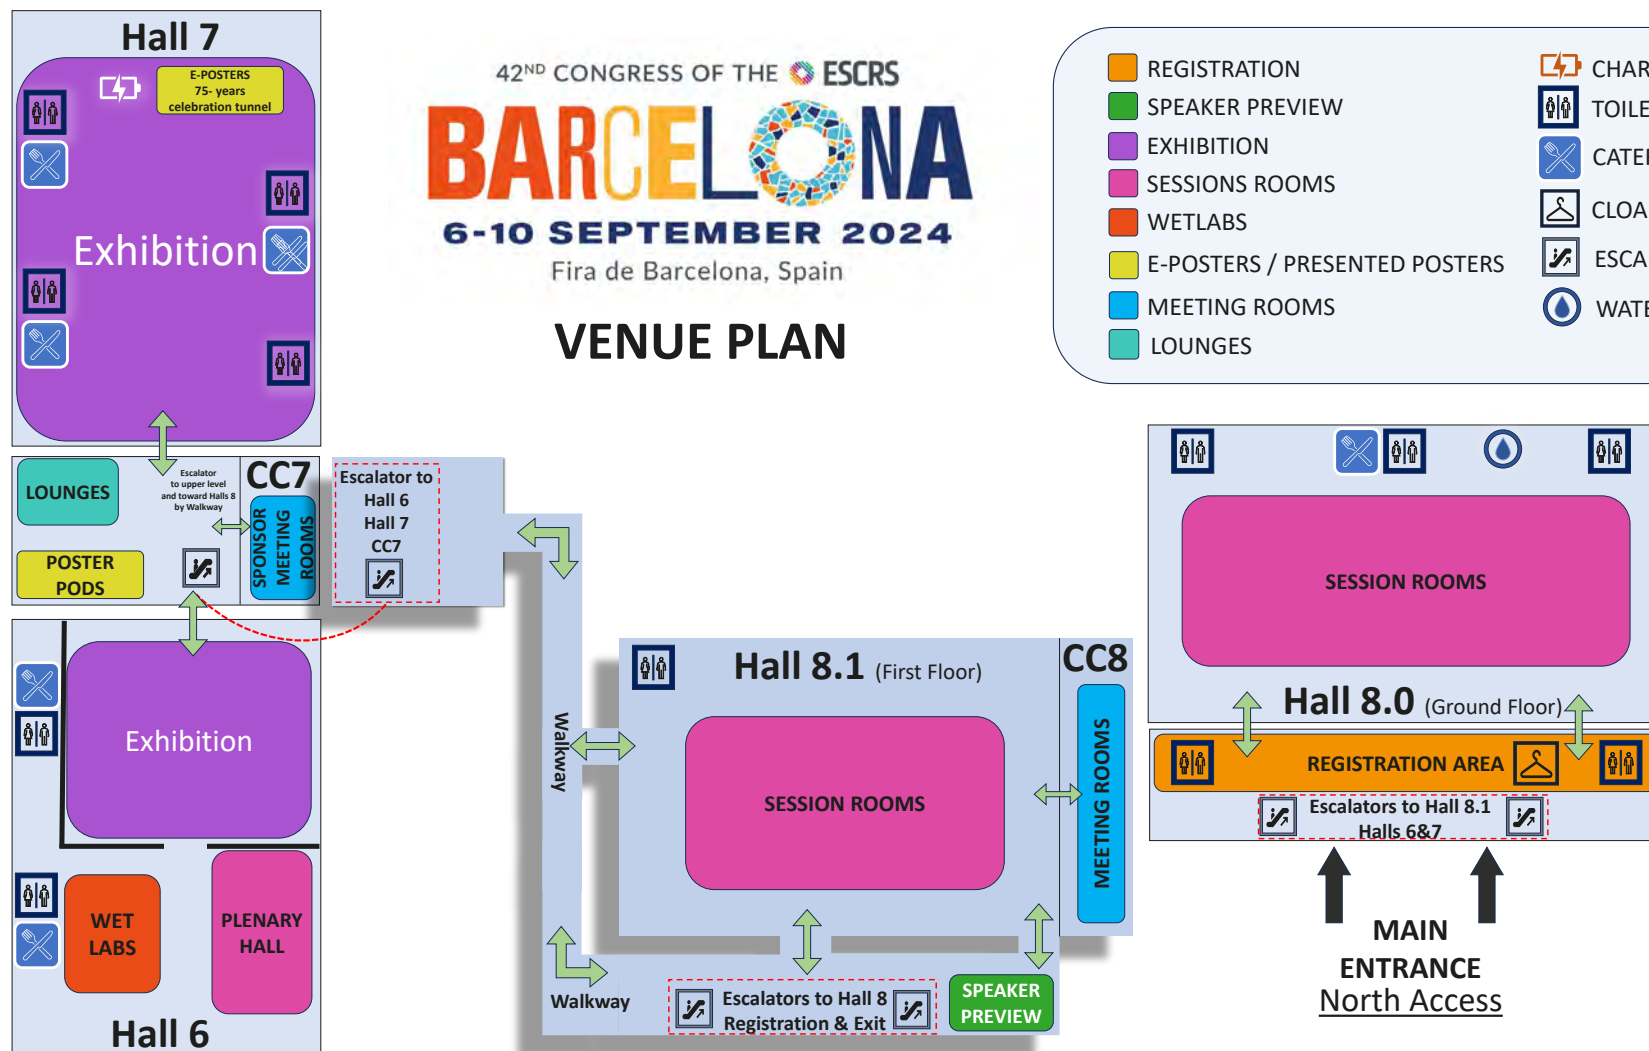 Hall 7
E-POSTERS
75- years
celebration tunnel
Exhibition
42ND CONGRESS OF THE ESCRS
BARCELONA
6-10 SEPTEMBER 2024
Fira de Barcelona, Spain
VENUE PLAN
REGISTRATION
SPEAKER PREVIEW
EXHIBITION
SESSIONS ROOMS
WETLABS
E-POSTERS / PRESENTED POSTERS
MEETING ROOMS
LOUNGES
CHAR
TOILE
CATE
CLOA
ESCA
WATE
LOUNGES
POSTER
PODS
Escalator
to upper level
and toward Halls 8
by Walkway
CC7
SPONSOR
MEETING
ROOMS
Escalator to
Hall 6
Hall 7
CC7
Exhibition
WET
LABS
PLENARY
HALL
Hall 6
Walkway
Walkway
Hall 8.1 (First Floor)
SESSION ROOMS
CC8
MEETING ROOMS
Escalators to Hall 8
Registration & Exit
SPEAKER
PREVIEW
SESSION ROOMS
Hall 8.0 (Ground Floor)
REGISTRATION AREA
Escalators to Hall 8.1
Halls 6&7
MAIN
ENTRANCE
North Access